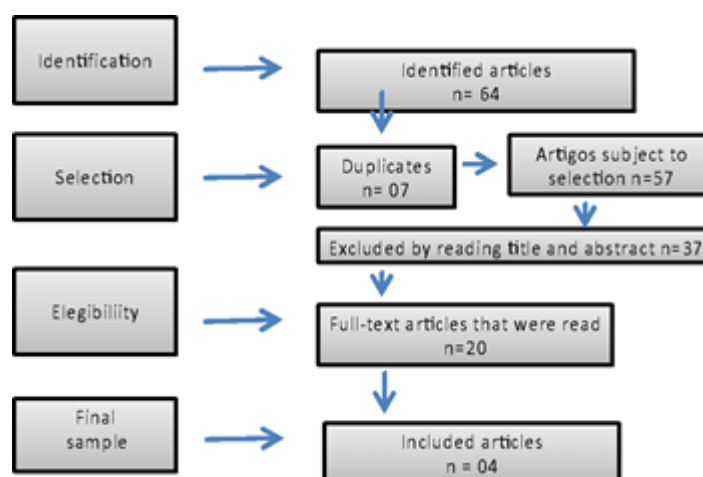 Identification
Identified articles
n= 64
Selection
Duplicates
n= 07
Artigos subject to
selection n=57
Excluded by reading title and abstract n=37
Elegibiliity
Full-text articles that were read
n=20
Final
sample
Included articles
n = 04